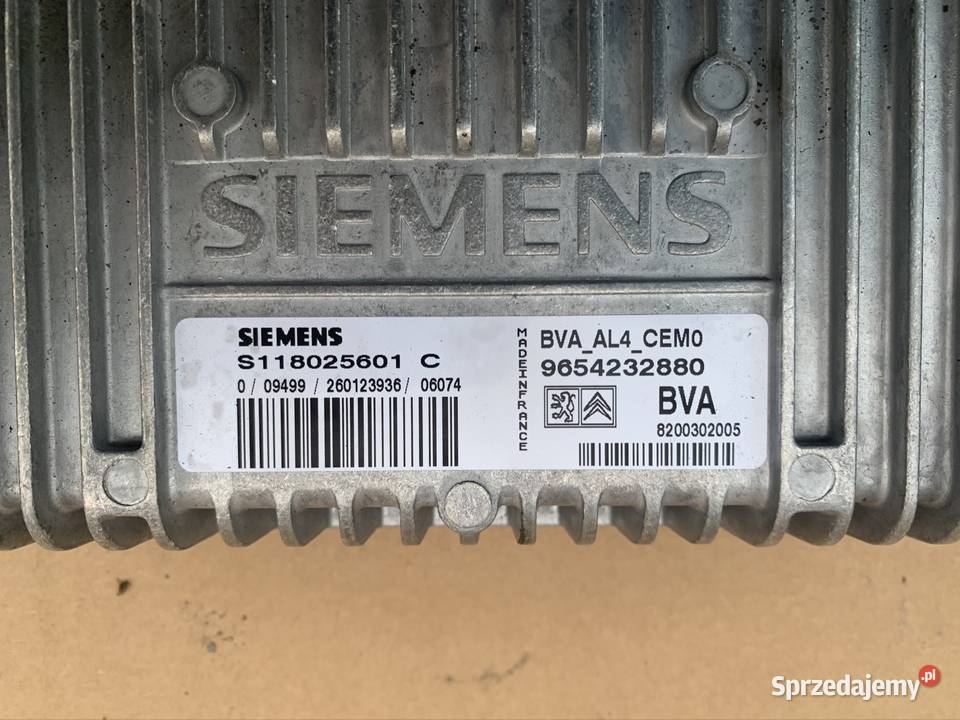 SIEMENS
SIEMENS
S118025601 C
0 / 09499 / 260123936 / 06074
MADEINFRANCE
BVA_AL4_CEM0
9654232880
BVA
8200302005
Sprzedajemy.pl